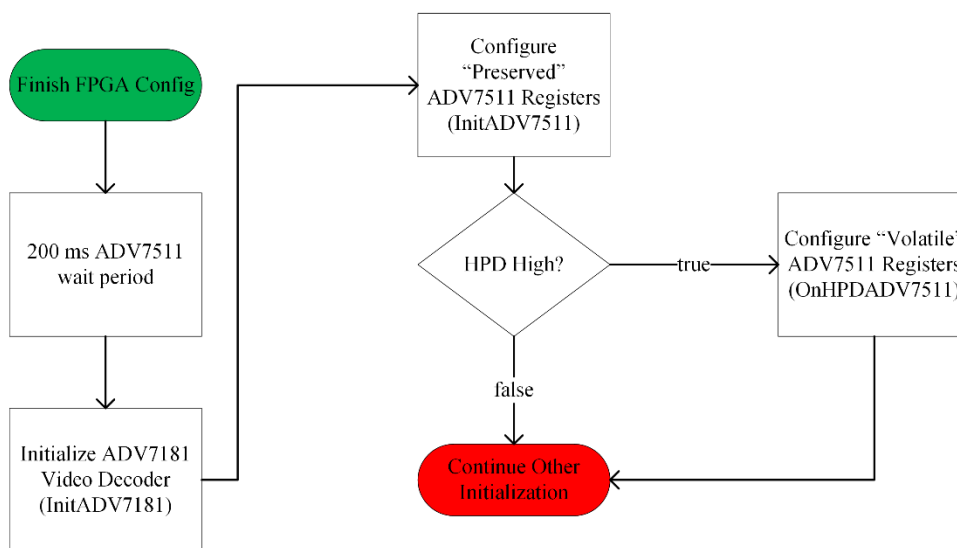 Finish FPGA Config
200 ms ADV7511
wait period
Initialize ADV7181
Video Decoder
(InitADV7181)
Configure
“Preserved”
ADV7511 Registers
(InitADV7511)
HPD High?
true
false
Configure “Volatile”
ADV7511 Registers
(OnHPDADV7511)
Continue Other
Initialization